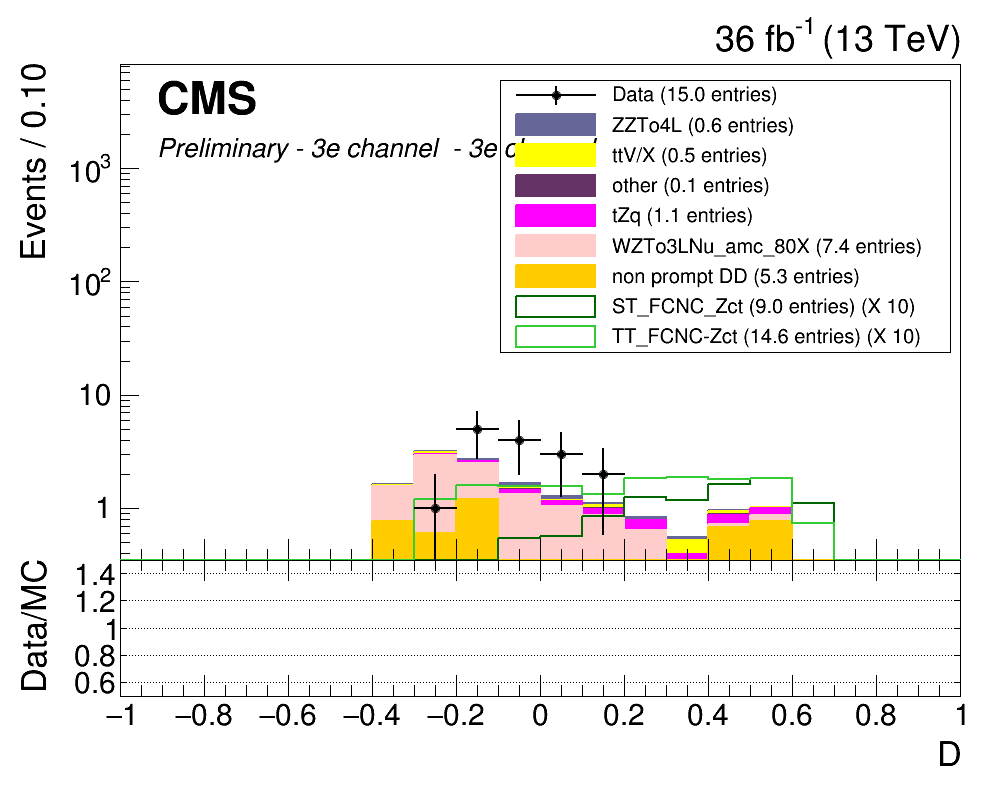 36 fb-1 (13 TeV)
CMS
Preliminary - 3e channel - 3e c
Data (15.0 entries)
ZZTo4L (0.6 entries)
ttV/X (0.5 entries)
other (0.1 entries)
tZq (1.1 entries)
WZTo3LNu_amc_80X (7.4 entries)
non prompt DD (5.3 entries)
ST_FCNC_Zct (9.0 entries) (X 10)
TT_FCNC-Zct (14.6 entries) (X 10)
Events / 0.10
10³
10²
10
1
Data/MC
1.4
1.2
1
0.8
0.6
−1 −0.8 −0.6 −0.4 −0.2 0 0.2 0.4 0.6 0.8 1
D